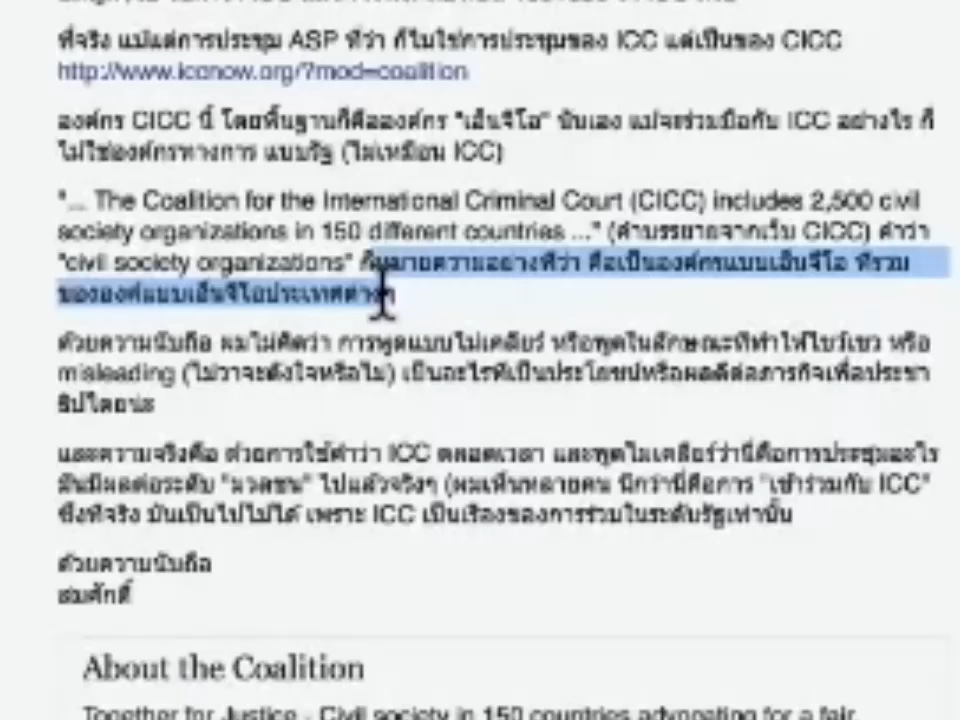 ที่จริง แม้แต่การประชุม ASP ที่ว่า ก็ไม่ใช่การประชุมของ ICC แต่เป็นของ CICC
http://www.iccnow.org/?mod=coalition
องค์กร CICC นี้ โดยพื้นฐานก็คือองค์กร "เอ็นจีโอ" นั่นเอง แม้จะร่วมมือกับ ICC อย่างไร ก็
ไม่ใช่องค์กรทางการ แบบรัฐ (ไม่เหมือน ICC)
"... The Coalition for the International Criminal Court (CICC) includes 2,500 civil
society organizations in 150 different countries ..." (คำบรรยายจากเว็บ CICC) คำว่า
"civil society organizations" ก็หมายความอย่างที่ว่า คือเป็นองค์กรแบบเอ็นจีโอ ที่รวม
ขององค์แบบเอ็นจีโอประเทศต่างๆ
ด้วยความนับถือ ผมไม่คิดว่า การพูดแบบไม่เคลียร์ หรือพูดในลักษณะที่ทำให้ไขว้เขว หรือ
misleading (ไม่ว่าจะตั้งใจหรือไม่) เป็นอะไรที่เป็นประโยชน์หรือผลดีต่อภารกิจเพื่อประชา
ธิปไตยนะ
และความจริงคือ ด้วยการใช้คำว่า ICC ตลอดเวลา และพูดไม่เคลียร์ว่านี่คือการประชุมอะไร
มันมีผลต่อระดับ "มวลชน" ไปแล้วจริงๆ (ผมเห็นหลายคน นึกว่านี่คือการ "เข้าร่วมกับ ICC"
ซึ่งที่จริง มันเป็นไปไม่ได้ เพราะ ICC เป็นเรื่องของการร่วมในระดับรัฐเท่านั้น
ด้วยความนับถือ
สมศักดิ์
About the Coalition
Together for Justice - Civil society in 150 countries advocating for a fair